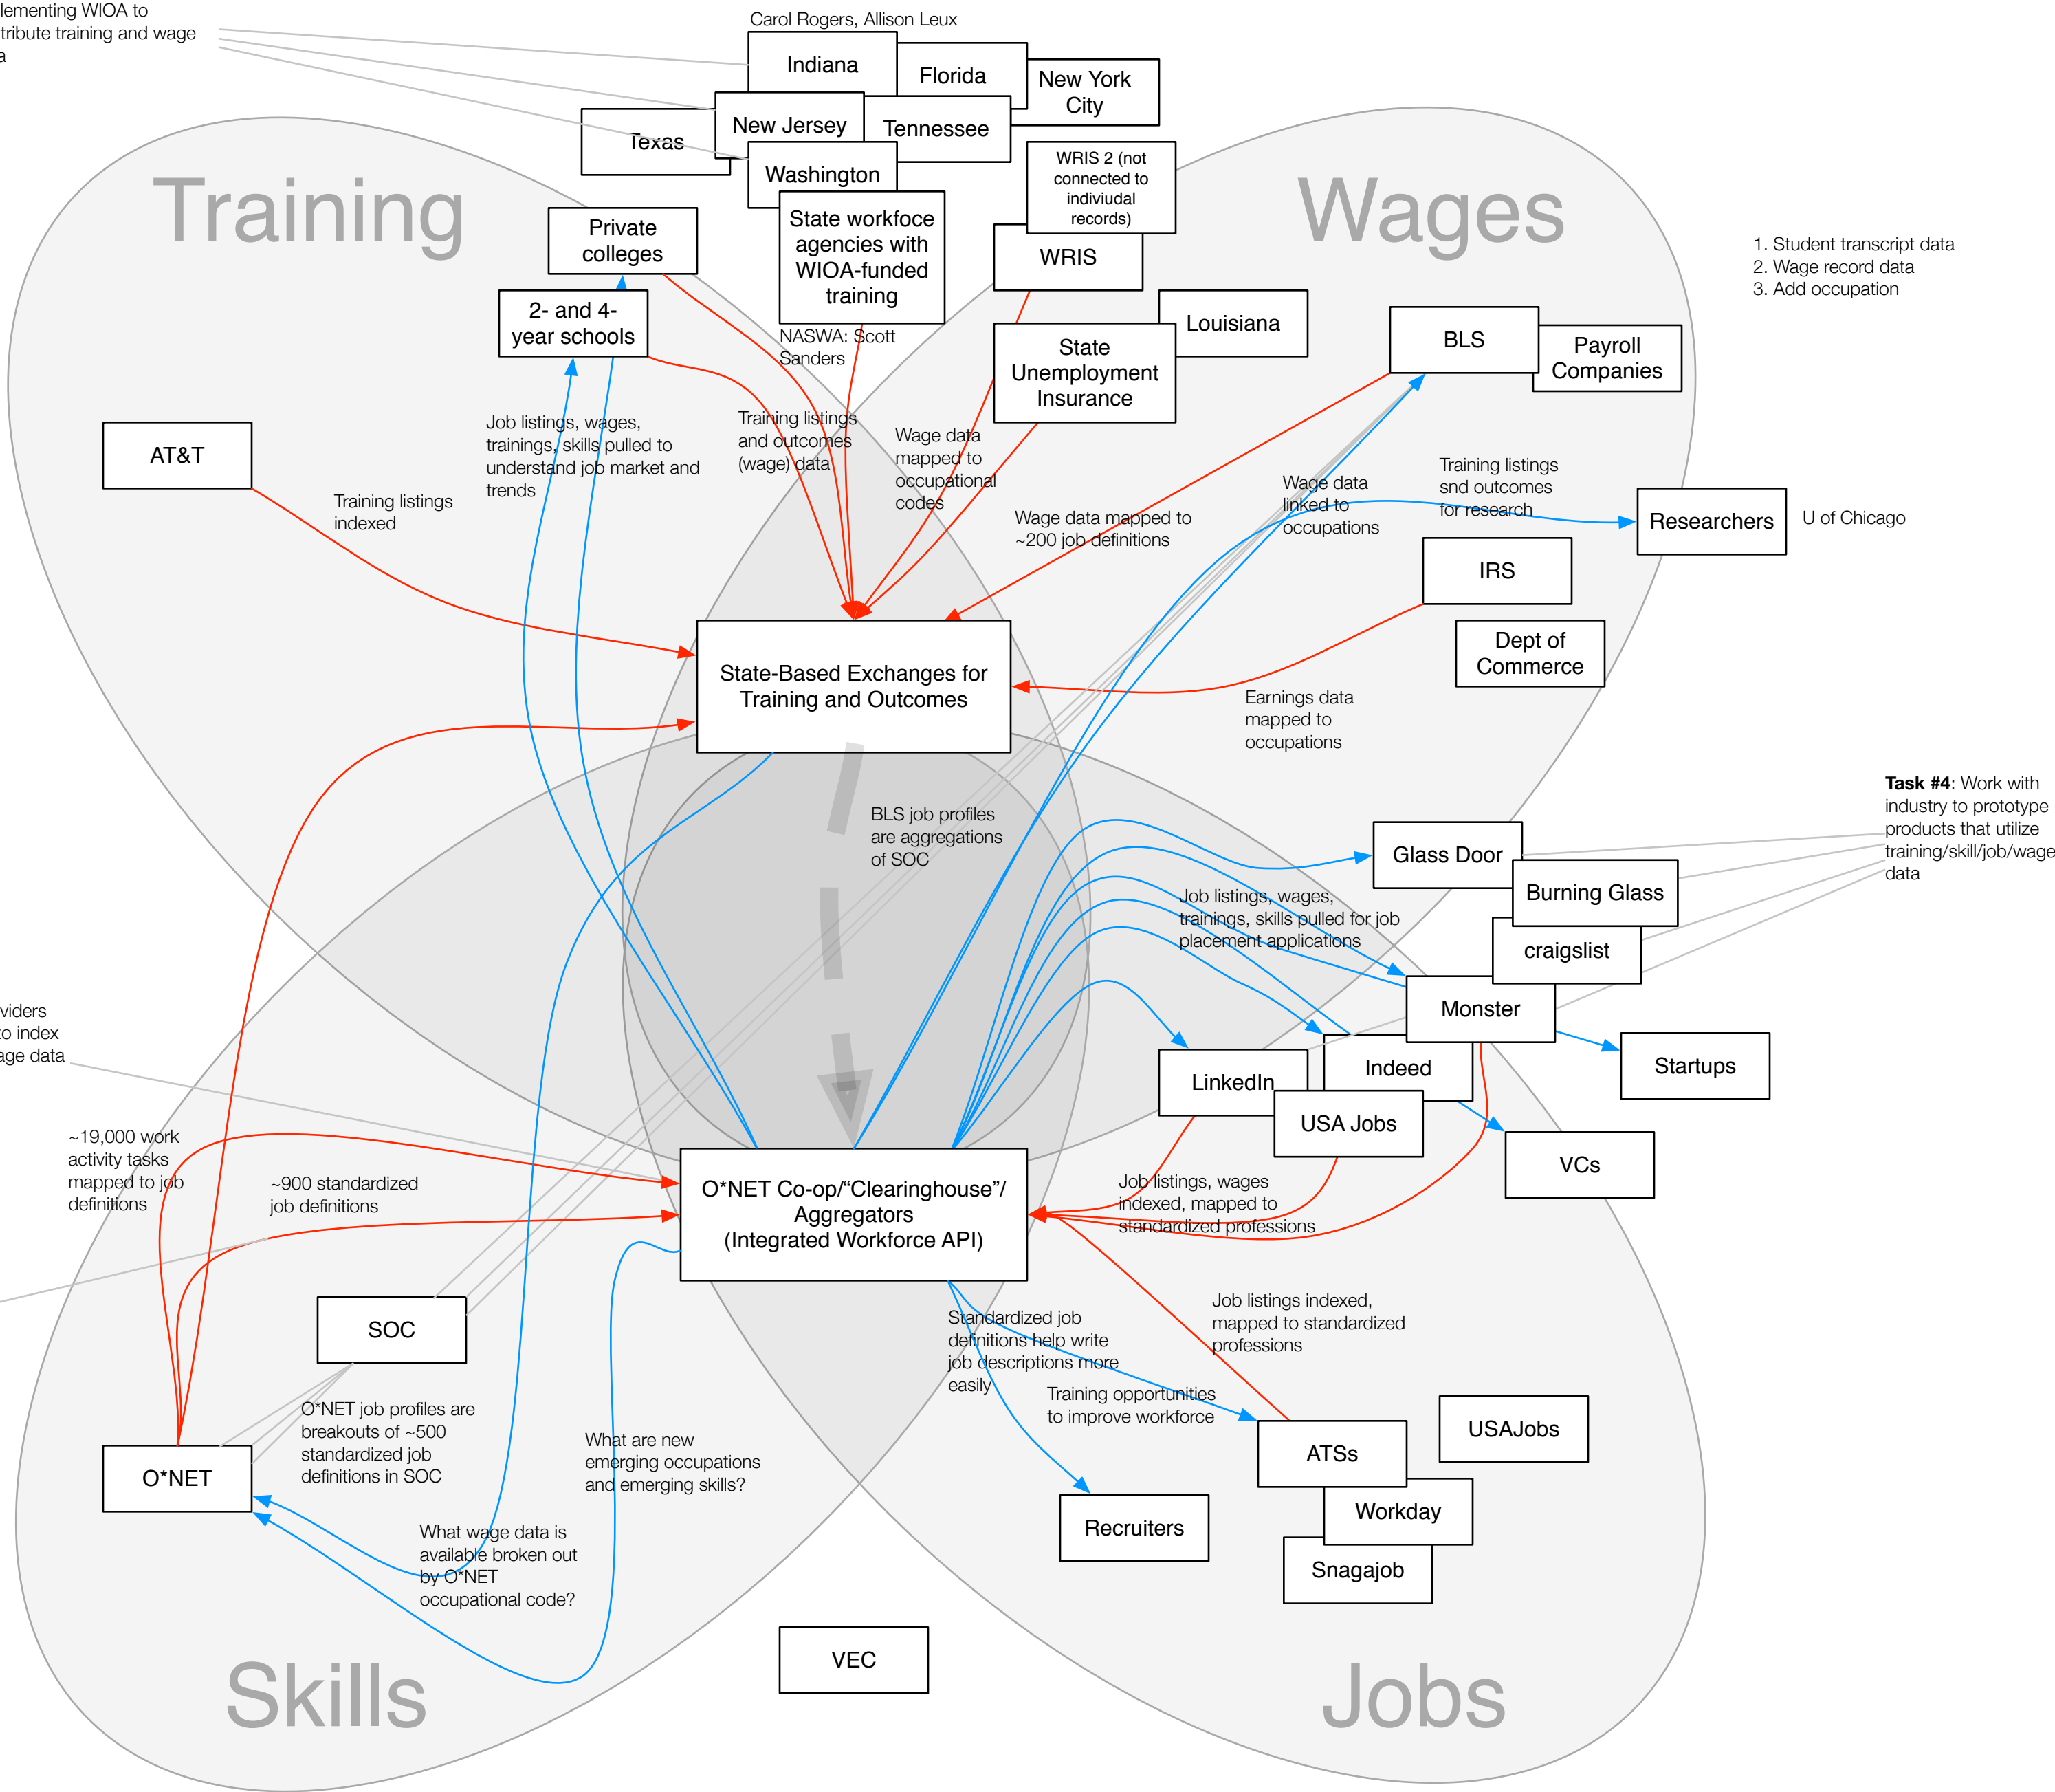 lementing WIOA to
tribute training and wage
a
Carol Rogers, Allison Leux
Indiana
Florida
New York
City
Texas
New Jersey
Tennessee
Washington
WRIS 2 (not
connected to
indiviudal
records)
Training
Wages
Private
colleges
State workfoce
agencies with
WIOA-funded
training
WRIS
1. Student transcript data
2. Wage record data
3. Add occupation
2- and 4-
year schools
NASWA: Scott
Sanders
State
Unemployment
Insurance
Louisiana
BLS
Payroll
Companies
AT&T
Training listings
indexed
Job listings, wages,
trainings, skills pulled to
understand job market and
trends
Training listings
and outcomes
(wage) data
Wage data
mapped to
occupational
codes
Wage data mapped to
~200 job definitions
Wage data
linked to
occupations
Training listings
snd outcomes
for research
Researchers
U of Chicago
IRS
Dept of
Commerce
State-Based Exchanges for
Training and Outcomes
Earnings data
mapped to
occupations
BLS job profiles
are aggregations
of SOC
Task #4: Work with
industry to prototype
products that utilize
training/skill/job/wage
data
Glass Door
Burning Glass
craigslist
Monster
Job listings, wages,
trainings, skills pulled for job
placement applications
Startups
LinkedIn
Indeed
USA Jobs
VCs
viders
to index
age data
~19,000 work
activity tasks
mapped to job
definitions
~900 standardized
job definitions
O*NET Co-op/“Clearinghouse”/
Aggregators
(Integrated Workforce API)
Job listings, wages
indexed, mapped to
standardized professions
SOC
Standardized job
definitions help write
job descriptions more
easily
Job listings indexed,
mapped to standardized
professions
Training opportunities
to improve workforce
O*NET job profiles are
breakouts of ~500
standardized job
definitions in SOC
O*NET
What are new
emerging occupations
and emerging skills?
What wage data is
available broken out
by O*NET
occupational code?
ATSs
USAJobs
Workday
Snagajob
Recruiters
VEC
Skills
Jobs